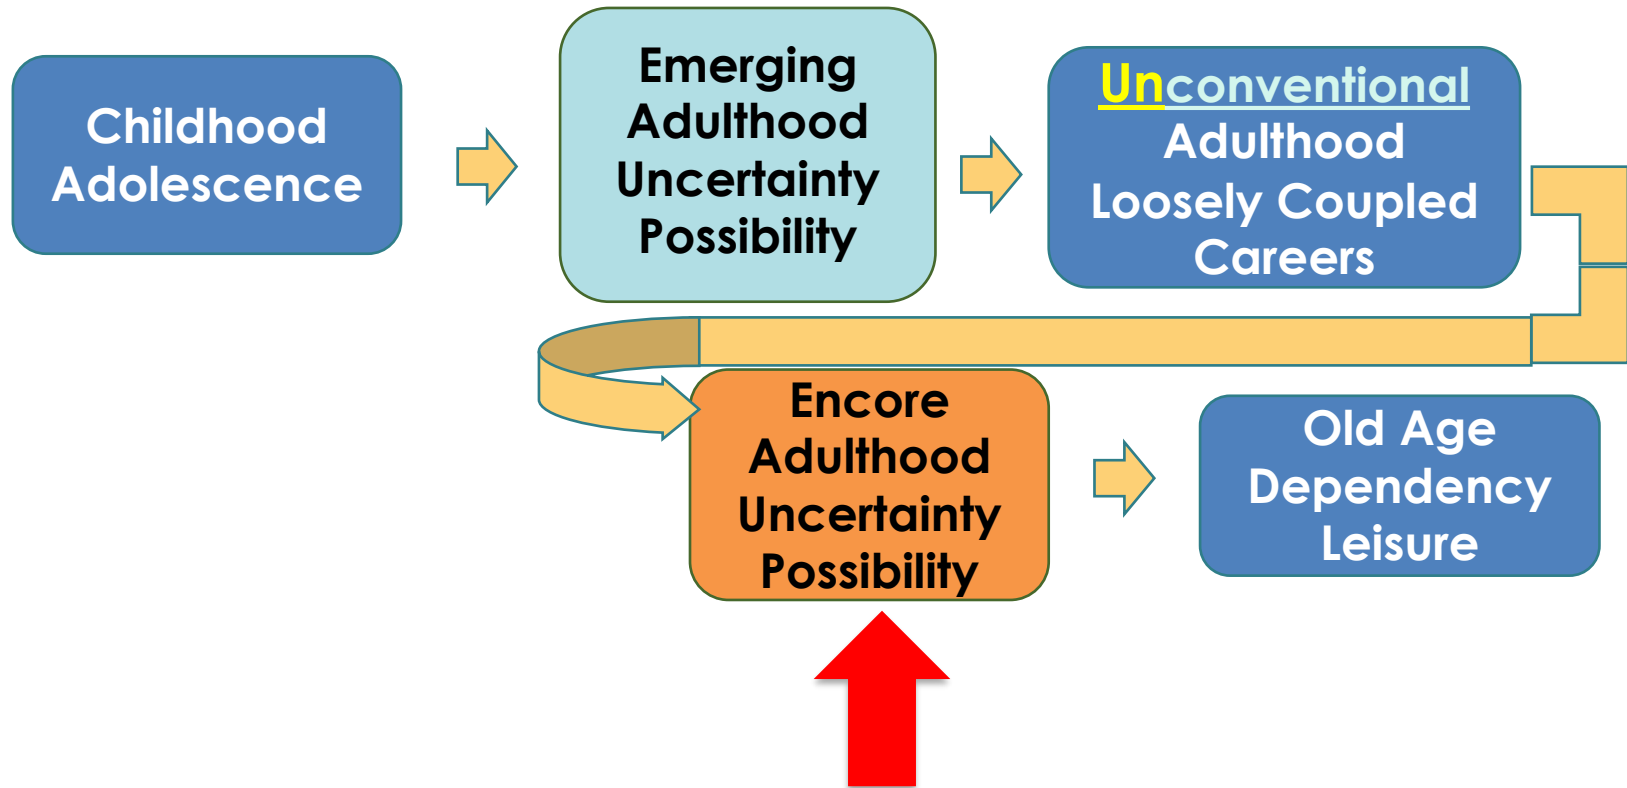 Childhood
Adolescence
Emerging
Adulthood
Uncertainty
Possibility
Unconventional
Adulthood
Loosely Coupled
Careers
Encore
Adulthood
Uncertainty
Possibility
Old Age
Dependency
Leisure